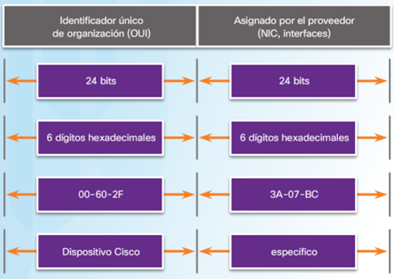 Identificador único
de organización (OUI)
Asignado por el proveedor
(NIC, interfaces)
24 bits
24 bits
6 dígitos hexadecimales
6 dígitos hexadecimales
00-60-2F
3A-07-BC
Dispositivo Cisco
específico